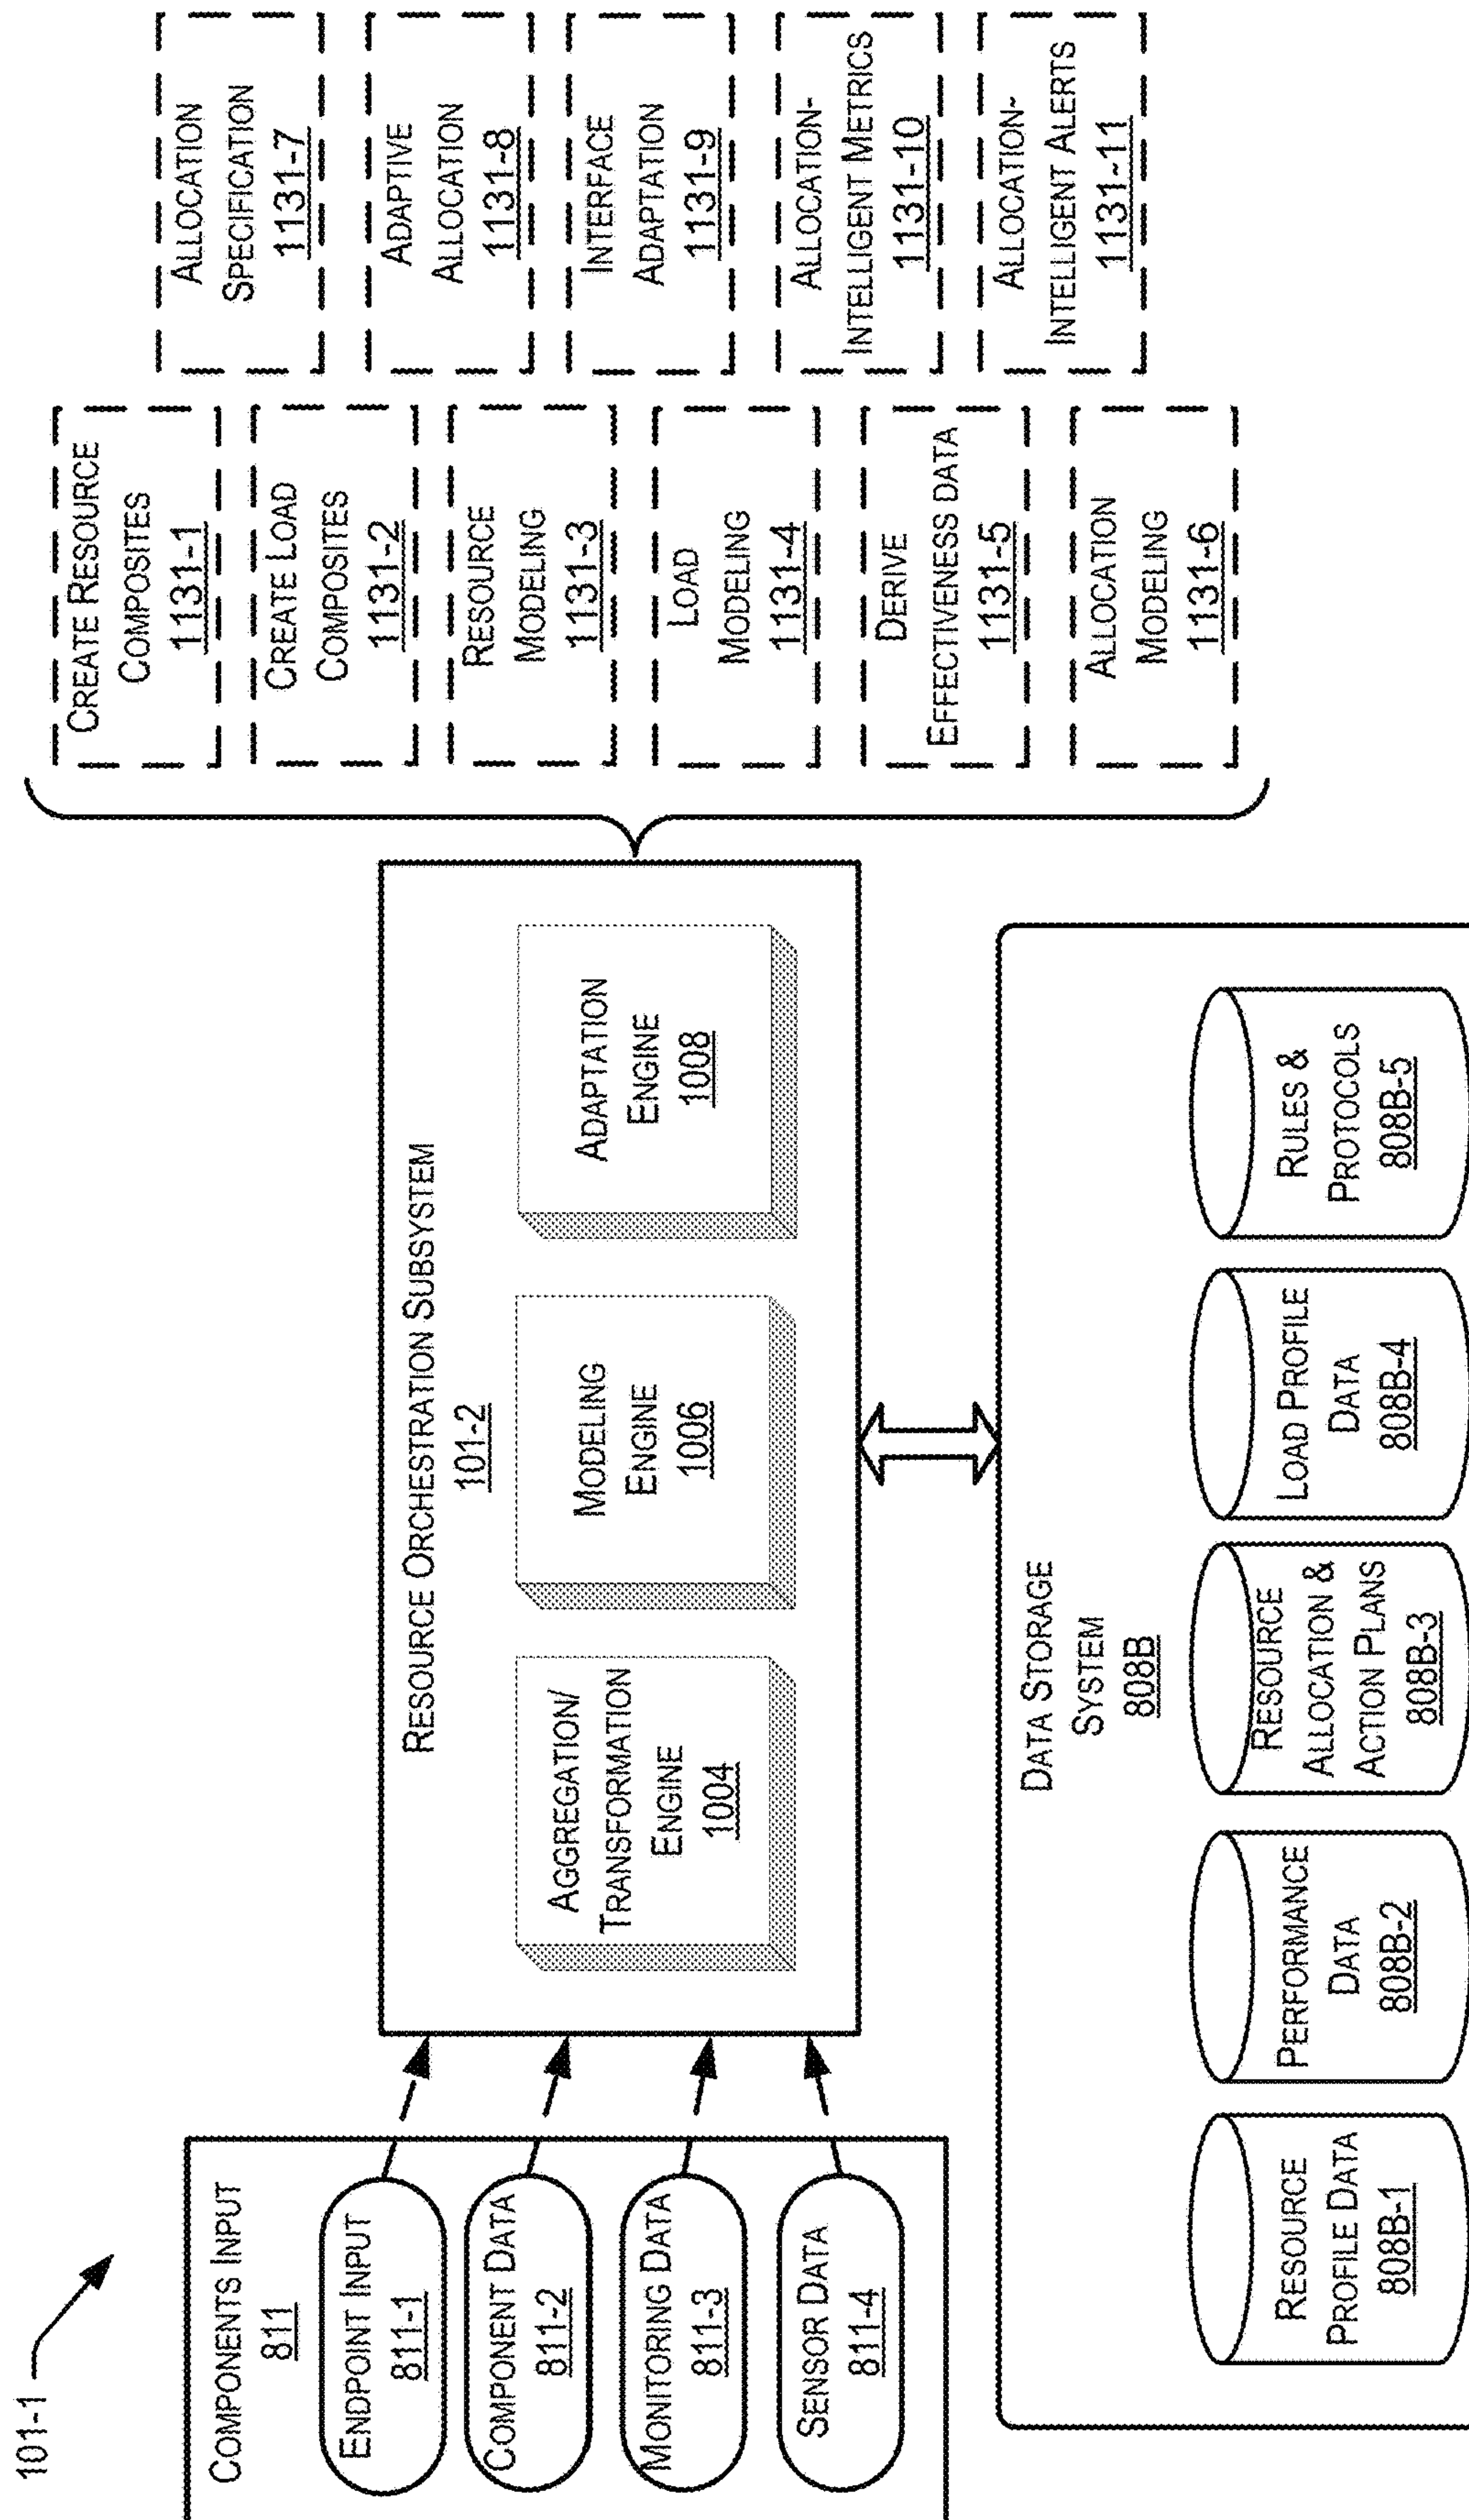 101-1
COMPONENTS INPUT
811
ENDPOINT INPUT
811-1
COMPONENT DATA
811-2
MONITORING DATA
811-3
SENSOR DATA
811-4
RESOURCE ORCHESTRATION SUBSYSTEM
101-2
AGGREGATION/
TRANSFORMATION
ENGINE
1004
MODELING
ENGINE
1006
ADAPTATION
ENGINE
1008
CREATE RESOURCE
COMPOSITES
1131-1
CREATE LOAD
COMPOSITES
1131-2
RESOURCE
MODELING
1131-3
LOAD
MODELING
1131-4
DERIVE
EFFECTIVENESS DATA
1131-5
ALLOCATION
MODELING
1131-6
ALLOCATION
SPECIFICATION
1131-7
ADAPTIVE
ALLOCATION
1131-8
INTERFACE
ADAPTATION
1131-9
ALLOCATION-
INTELLIGENT METRICS
1131-10
ALLOCATION-
INTELLIGENT ALERTS
1131-11
DATA STORAGE
SYSTEM
808B
RESOURCE
PROFILE DATA
808B-1
PERFORMANCE
DATA
808B-2
RESOURCE
ALLOCATION &
ACTION PLANS
808B-3
LOAD PROFILE
DATA
808B-4
RULES &
PROTOCOLS
808B-5